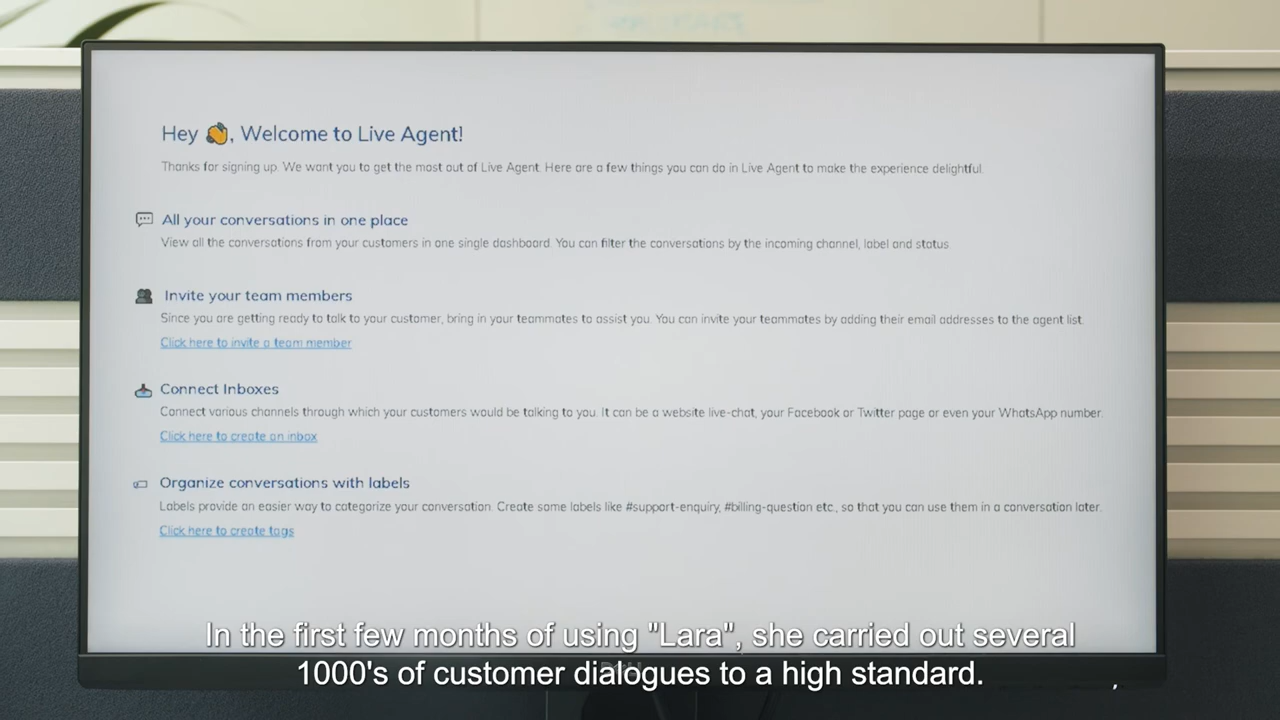 Hey 👋, Welcome to Live Agent!
Thanks for signing up. We want you to get the most out of Live Agent. Here are a few things you can do in Live Agent to make the experience delightful.
All your conversations in one place
View all the conversations from your customers in one single dashboard. You can filter the conversations by the incoming channel, label and status
Invite your team members
Since you are getting ready to talk to your customer, bring in your teammates to assist you. You can invite your teammates by adding their email addresses to the agent list.
Click here to invite a team member
Connect Inboxes
Connect various channels through which your customers would be talking to you. It can be a website live-chat, your Facebook or Twitter page or even your WhatsApp number.
Click here to create an inbox
Organize conversations with labels
Labels provide an easier way to categorize your conversation. Create some labels like #support-enquiry, #billing-question etc., so that you can use them in a conversation later.
Click here to create tags
In the first few months of using "Lara", she carried out several
1000's of customer dialogues to a high standard.